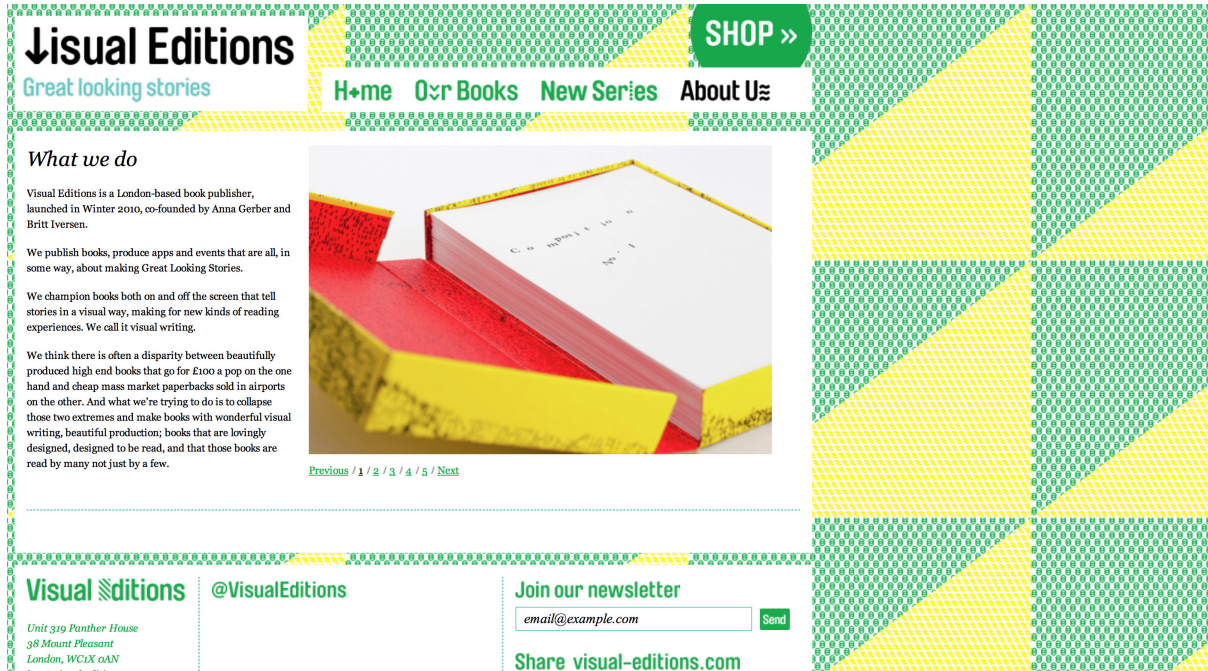 Visual Editions
Great looking stories
SHOP »
Home Our Books New Series About Us
What we do
Visual Editions is a London-based book publisher,
launched in Winter 2010, co-founded by Anna Gerber and
Britt Iversen.
We publish books, produce apps and events that are all, in
some way, about making Great Looking Stories.
We champion books both on and off the screen that tell
stories in a visual way, making for new kinds of reading
experiences. We call it visual writing.
We think there is often a disparity between beautifully
produced high end books that go for £100 a pop on the one
hand and cheap mass market paperbacks sold in airports
on the other. And what we're trying to do is to collapse
those two extremes and make books with wonderful visual
writing, beautiful production; books that are lovingly
designed, designed to be read, and that those books are
read by many not just by a few.
Composition
No. 1
Previous / 1 / 2 / 3 / 4 / 5 / Next
Visual Editions
Unit 319 Panther House
38 Mount Pleasant
London, WC1X 0AN
@VisualEditions
Join our newsletter
email@example.com
Send
Share visual-editions.com